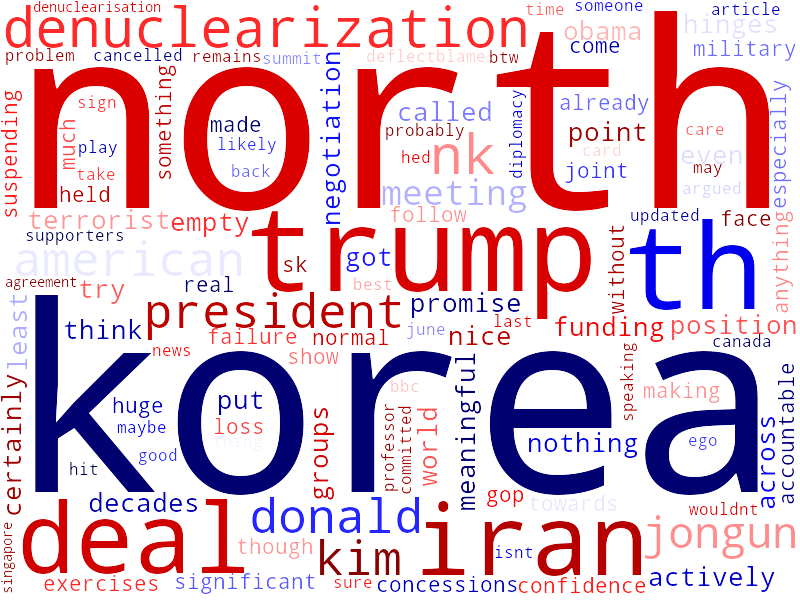 denuclearisation
time
someone
article
denuclearization
obama
hinges
problem
cancelled
remains
summit
deflectblame
btw
come
military
north
suspending
much
sign
something
negotiation
called
diplomacy
already
especially
made
probably
point
care
play
likely
nk
card
even
take
back
hed
joint
may
argued
held
meeting
terrorist
empty
follow
updated
face
supporters
trump
th
anything
american
sk
got
without
real
best
agreement
try
president
promise
least
think
failure
normal
june
nice
last
funding
position
news
show
canada
korea
certainly
huge
put
groups
bbc
meaningful
speaking
making
across
accountable
maybe
loss
thing
professor
committed
world
nothing
ego
good
hit
decades
gop
towards
wouldnt
deal
donald
iran
jongun
singapore
though
kim
isnt
exercises
significant
sure
concessions
confidence
actively